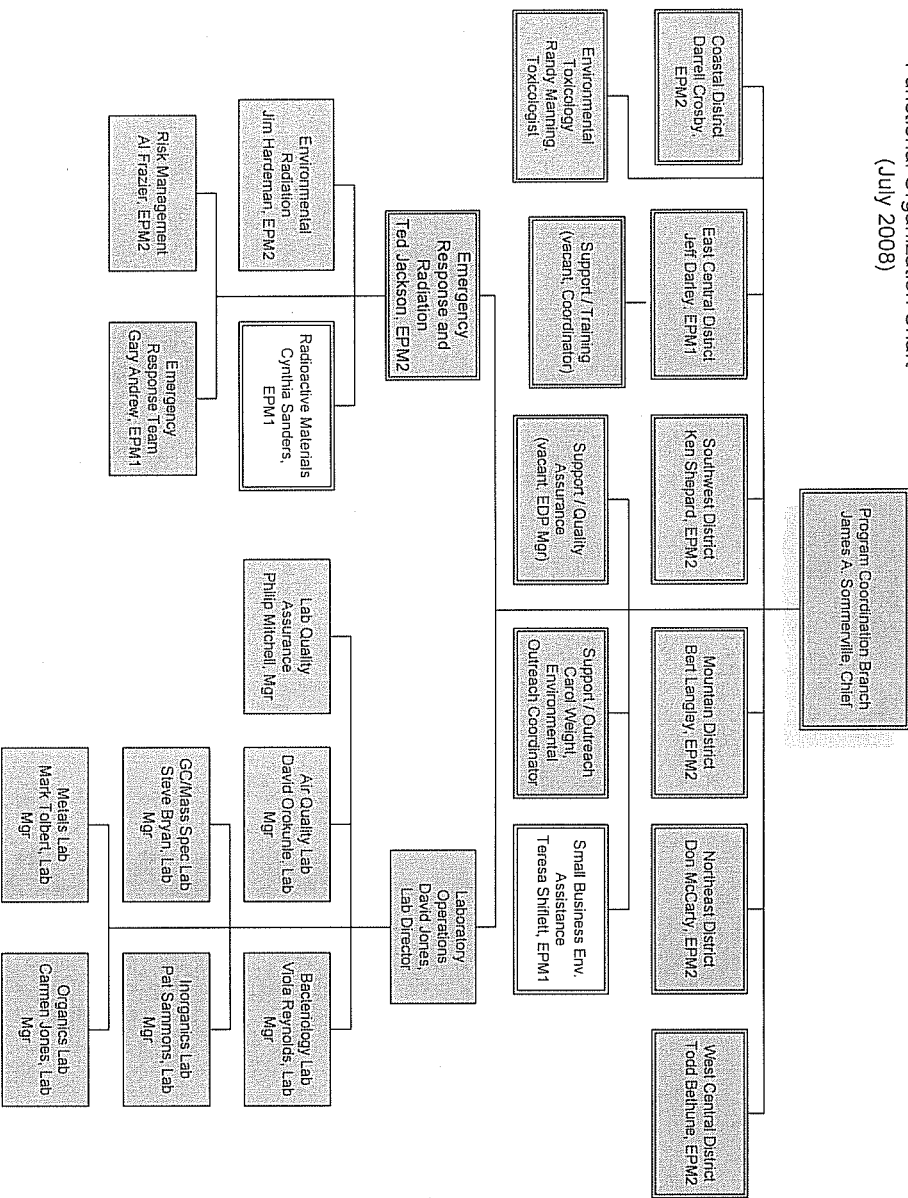 Functional Organization Chart
(July 2008)
Program Coordination Branch
James A. Sommerville, Chief
Coastal District
Darrell Crosby,
EPM2
East Central District
Jeff Darley, EPM1
Southwest District
Ken Shepard, EPM2
Mountain District
Bert Langley, EPM2
Northeast District
Don McCarty, EPM2
West Central District
Todd Bethune, EPM2
Environmental
Toxicology
Randy Manning,
Toxicologist
Support / Training
(vacant, Coordinator)
Support / Quality
Assurance
(vacant, EDP Mgr)
Support / Outreach
Carol Weight,
Environmental
Outreach Coordinator
Small Business Env.
Assistance
Teresa Shiflett, EPM1
Emergency
Response and
Radiation
Ted Jackson, EPM2
Laboratory
Operations
David Jones,
Lab Director
Environmental
Radiation
Jim Hardeman, EPM2
Radioactive Materials
Cynthia Sanders,
EPM1
Risk Management
Al Frazier, EPM2
Emergency
Response Team
Gary Andrew, EPM1
Lab Quality
Assurance
Philip Mitchell, Mgr
Air Quality Lab
David Orokunle, Lab
Mgr
Bacteriology Lab
Viola Reynolds, Lab
Mgr
GC/Mass Spec Lab
Steve Bryan, Lab
Mgr
Inorganics Lab
Pat Sammons, Lab
Mgr
Metals Lab
Mark Tolbert, Lab
Mgr
Organics Lab
Carmen Jones, Lab
Mgr